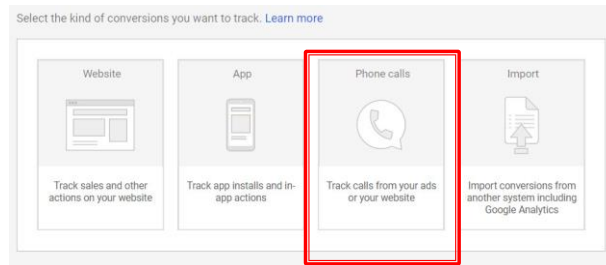 Select the kind of conversions you want to track. Learn more
Website
App
Phone calls
Import
Track sales and other
actions on your website
Track app installs and in-
app actions
Track calls from your ads
or your website
Import conversions from
another system including
Google Analytics